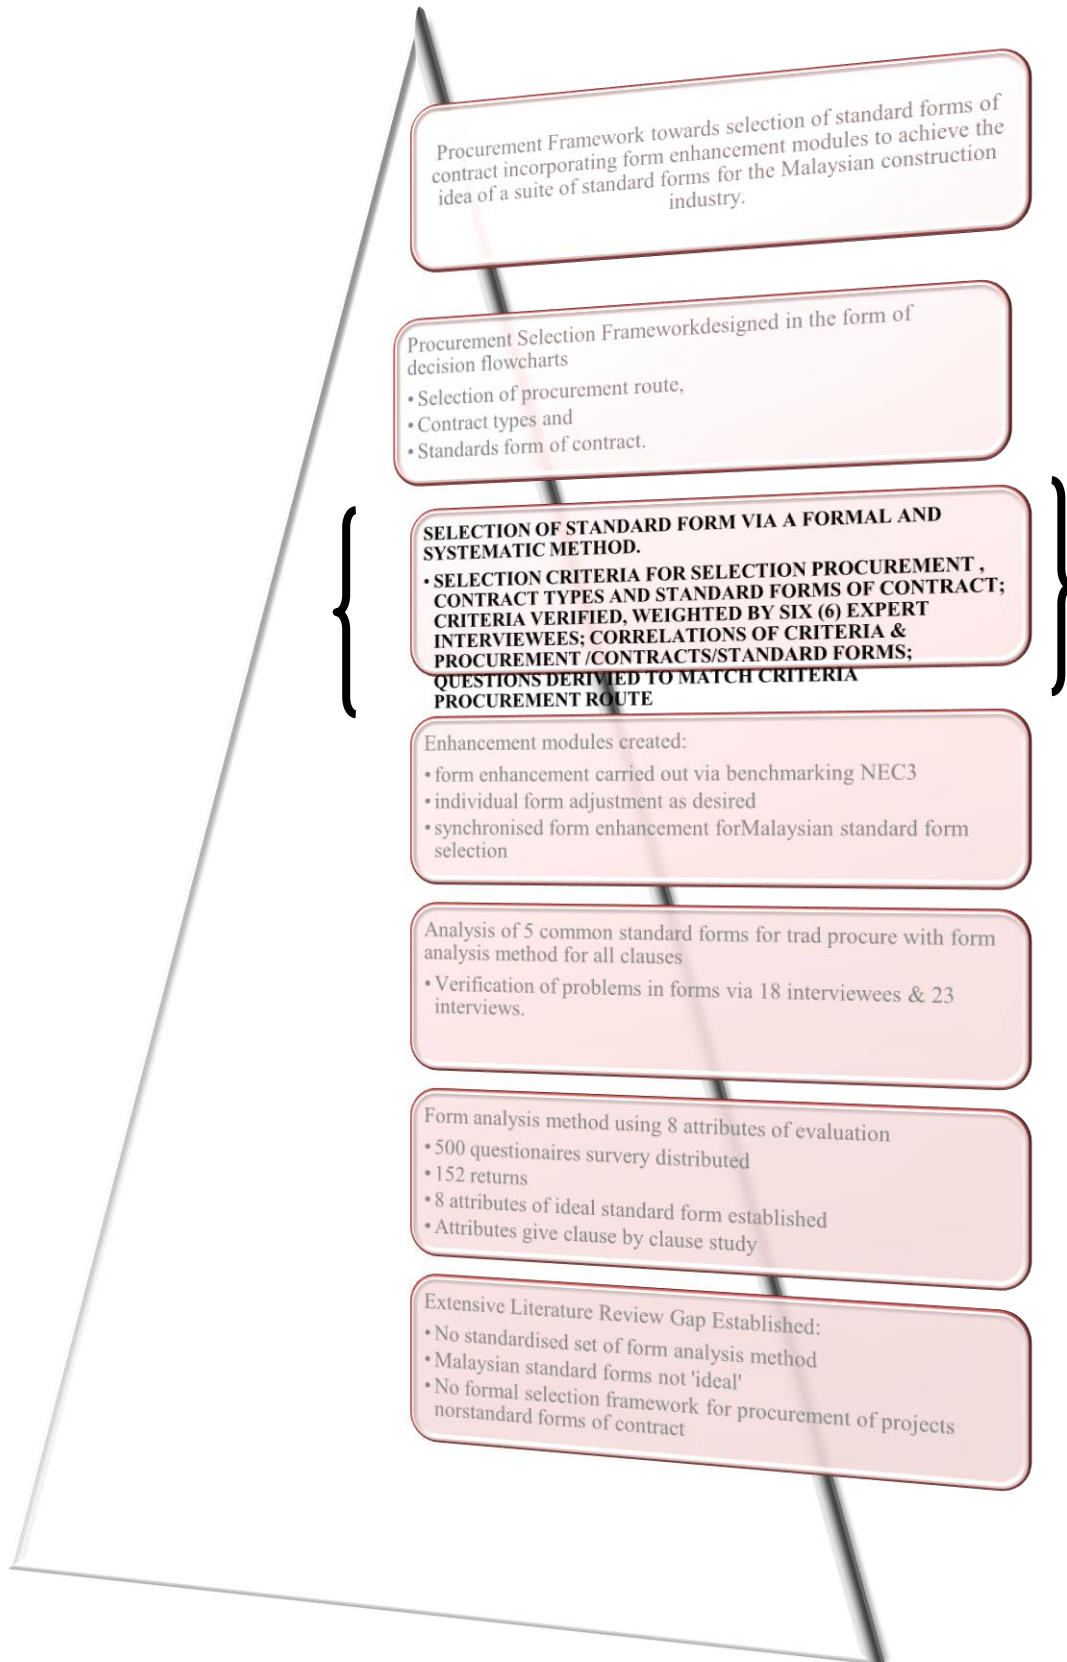 Procurement Framework towards selection of standard forms of
contract incorporating form enhancement modules to achieve the
idea of a suite of standard forms for the Malaysian construction
industry.
Procurement Selection Frameworkdesigned in the form of
decision flowcharts
• Selection of procurement route,
• Contract types and
• Standards form of contract.
SELECTION OF STANDARD FORM VIA A FORMAL AND
SYSTEMATIC METHOD.
• SELECTION CRITERIA FOR SELECTION PROCUREMENT ,
CONTRACT TYPES AND STANDARD FORMS OF CONTRACT;
CRITERIA VERIFIED, WEIGHTED BY SIX (6) EXPERT
INTERVIEWEES; CORRELATIONS OF CRITERIA &
PROCUREMENT /CONTRACTS/STANDARD FORMS;
QUESTIONS DERIVIED TO MATCH CRITERIA
PROCUREMENT ROUTE
Enhancement modules created:
• form enhancement carried out via benchmarking NEC3
• individual form adjustment as desired
• synchronised form enhancement forMalaysian standard form
selection
Analysis of 5 common standard forms for trad procure with form
analysis method for all clauses
• Verification of problems in forms via 18 interviewees & 23
interviews.
Form analysis method using 8 attributes of evaluation
• 500 questionaires survery distributed
• 152 returns
• 8 attributes of ideal standard form established
• Attributes give clause by clause study
Extensive Literature Review Gap Established:
• No standardised set of form analysis method
• Malaysian standard forms not 'ideal'
• No formal selection framework for procurement of projects
norstandard forms of contract